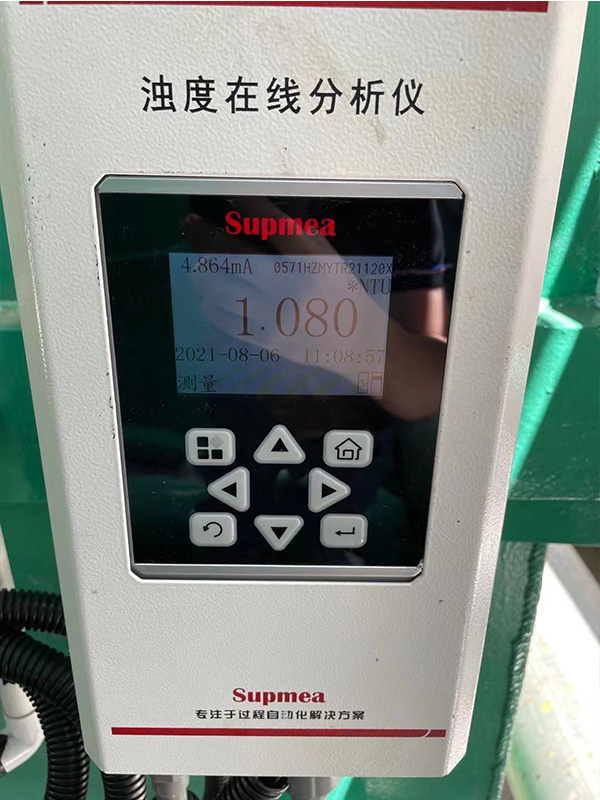 浊度在线分析仪
Supmea
4.864mA 0571HZMYTR21120X
*NTU
1.080
2021-08-06 11:08:57
测量
Supmea
专注于过程自动化解决方案